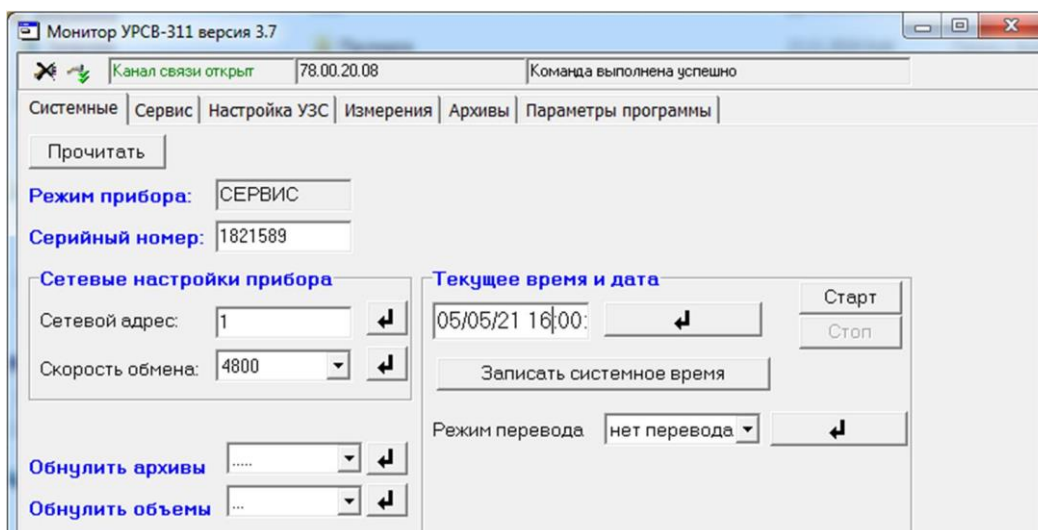 Монитор УРСВ-311 версия 3.7
Канал связи открыт 78.00.20.08 Команда выполнена успешно
Системные Сервис Настройка УЗС Измерения Архивы Параметры программы
Прочитать
Режим прибора: СЕРВИС
Серийный номер: 1821589
Сетевые настройки прибора
Сетевой адрес: 1
Скорость обмена: 4800
Текущее время и дата
05/05/21 16:00:
Старт
Стоп
Записать системное время
Режим перевода нет перевода
Обнулить архивы .....
Обнулить объемы ...